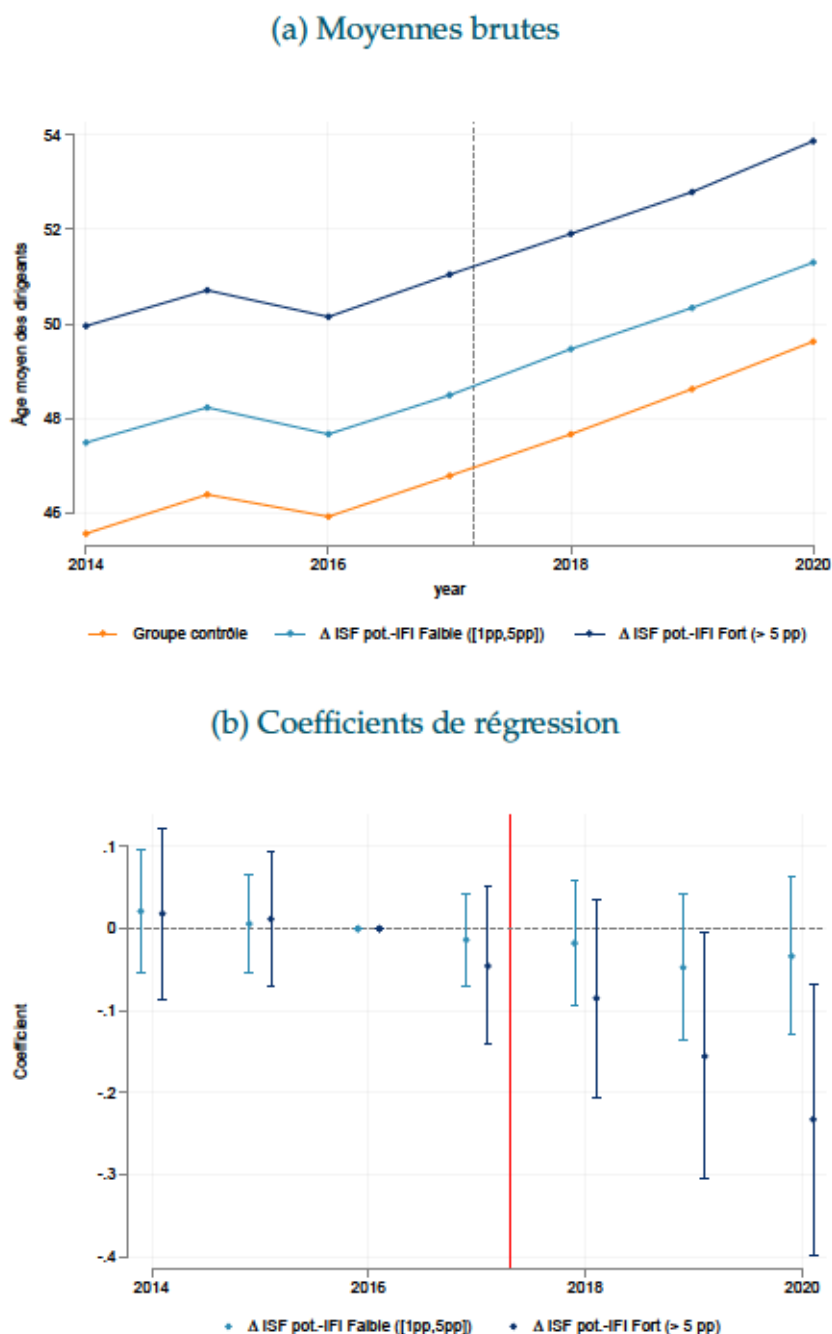 (a) Moyennes brutes
54
52
50
48
46
Âge moyen des dirigeants
2014
2016
2018
2020
year
Groupe contrôle
Δ ISF pot.-IFI Faible ([1pp,5pp])
Δ ISF pot.-IFI Fort (> 5 pp)
(b) Coefficients de régression
.1
0
-.1
-.2
-.3
-.4
Coefficient
2014
2016
2018
2020
Δ ISF pot.-IFI Faible ([1pp,5pp])
Δ ISF pot.-IFI Fort (> 5 pp)